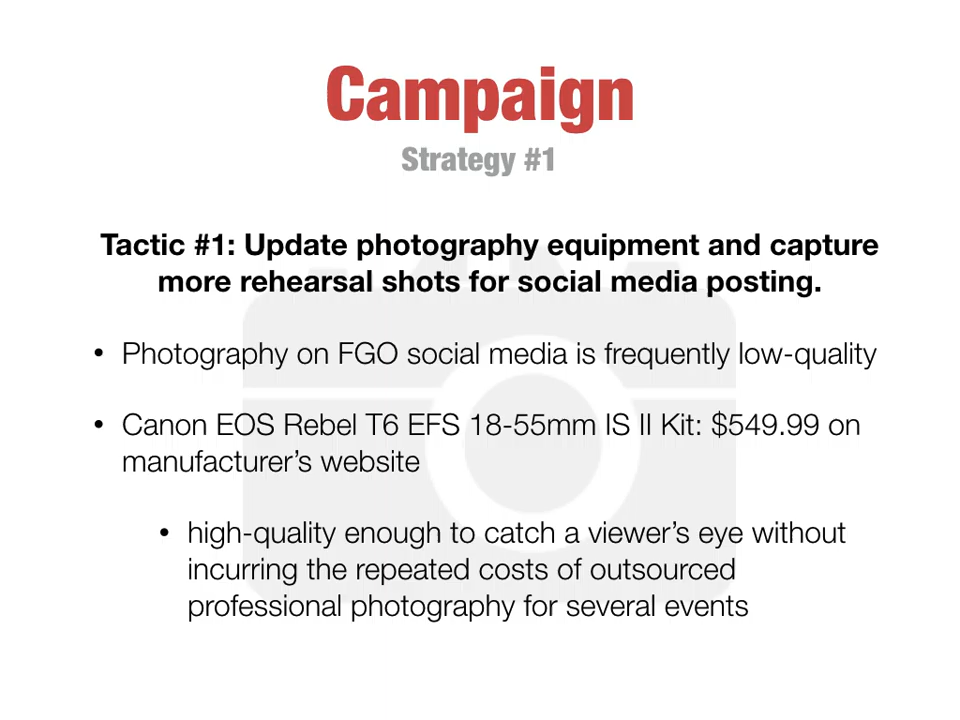 Campaign
Strategy #1
Tactic #1: Update photography equipment and capture
more rehearsal shots for social media posting.
• Photography on FGO social media is frequently low-quality
• Canon EOS Rebel T6 EFS 18-55mm IS II Kit: $549.99 on
manufacturer’s website
• high-quality enough to catch a viewer’s eye without
incurring the repeated costs of outsourced
professional photography for several events